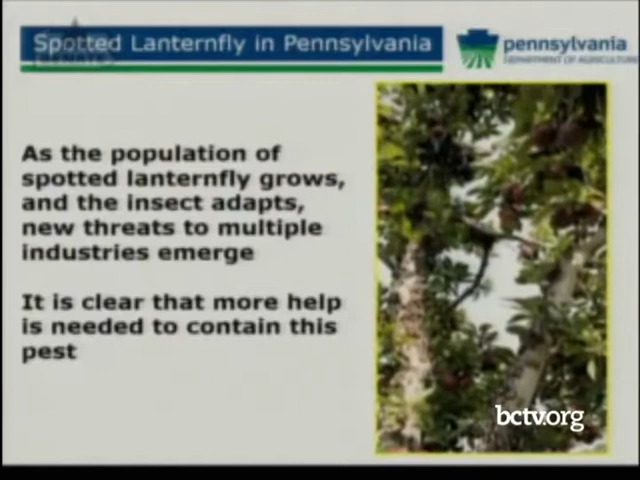 Spotted Lanternfly in Pennsylvania
SENATE
pennsylvania
DEPARTMENT OF AGRICULTURE
As the population of
spotted lanternfly grows,
and the insect adapts,
new threats to multiple
industries emerge
It is clear that more help
is needed to contain this
pest
bctv.org